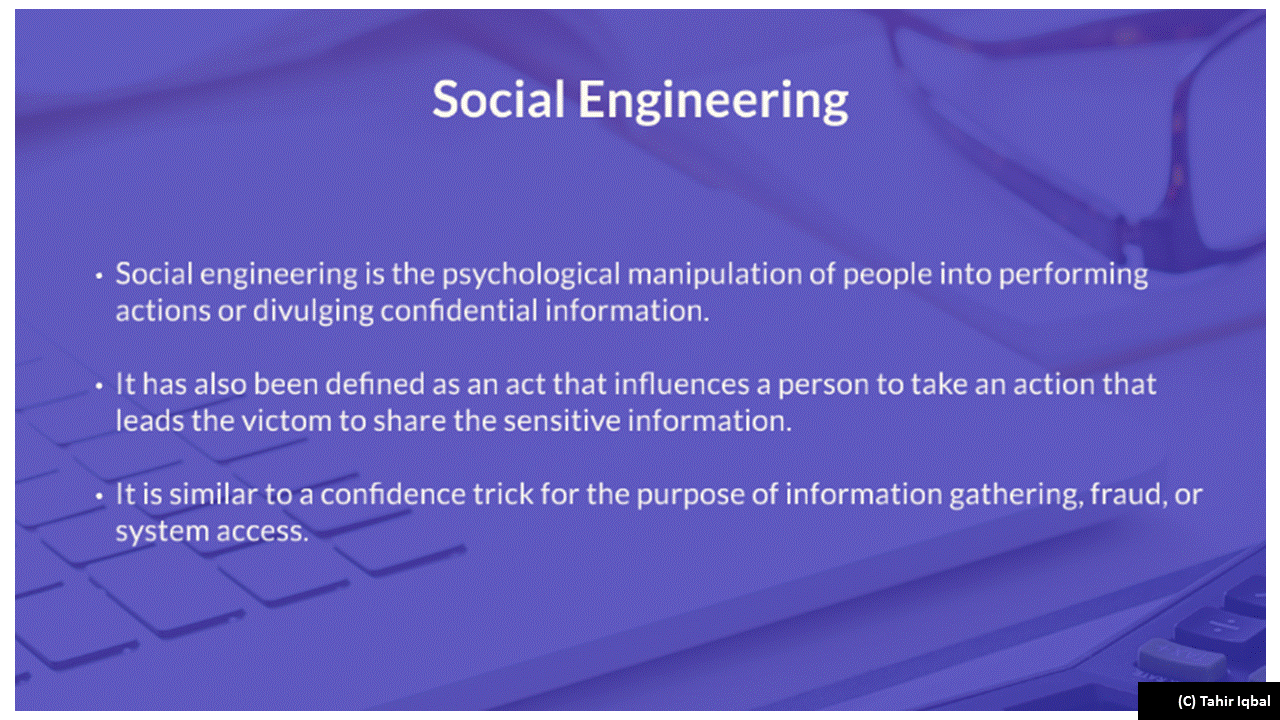 Social Engineering
• Social engineering is the psychological manipulation of people into performing
actions or divulging confidential information.
• It has also been defined as an act that influences a person to take an action that
leads the victom to share the sensitive information.
• It is similar to a confidence trick for the purpose of information gathering, fraud, or
system access.
(C) Tahir Iqbal